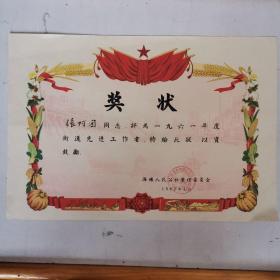 奖状
同志 评为一九六一年度
街道先进工作者特给此状以资
鼓励
人民公社管理委员会